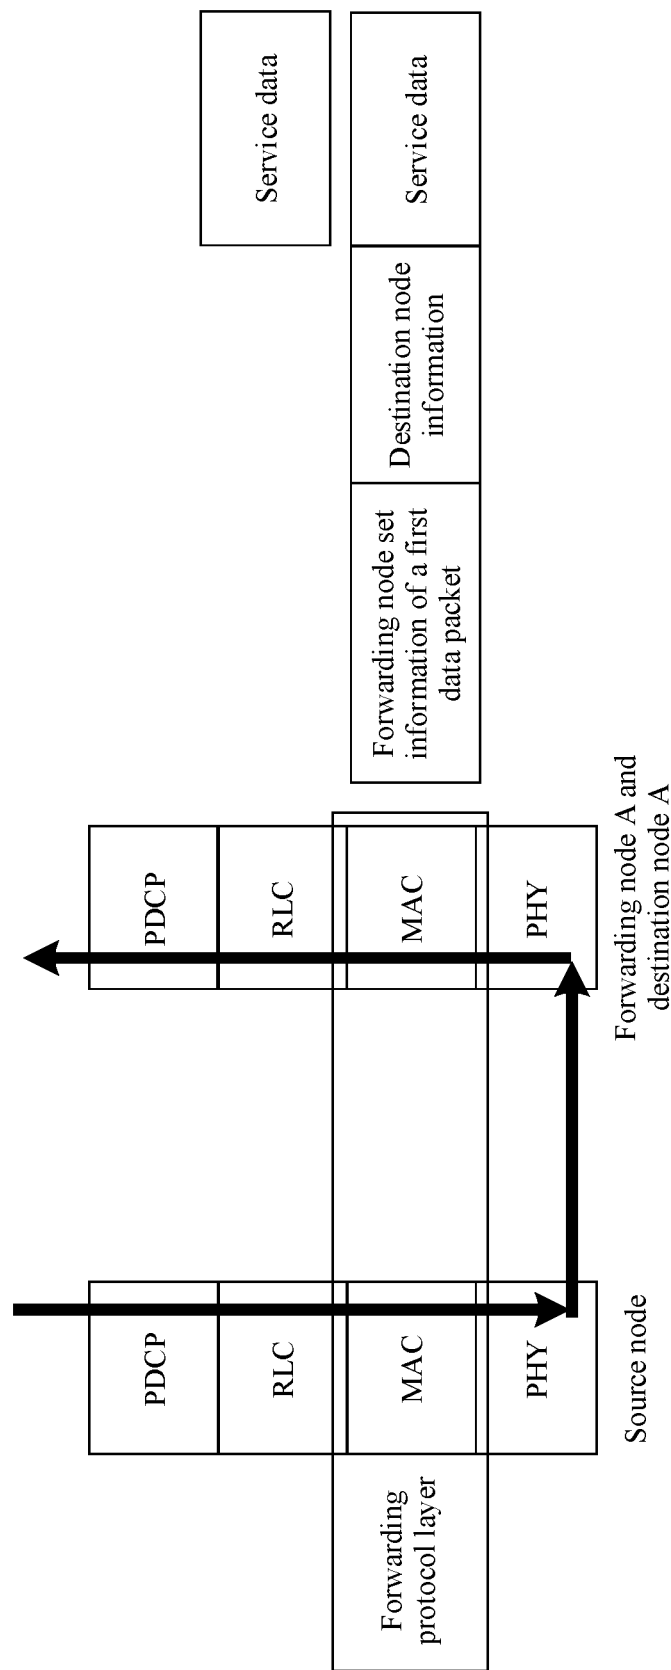 PDCP
PDCP
Service data
RLC
RLC
Forwarding
protocol layer
MAC
MAC
Forwarding node set
information of a first
data packet
Destination node
information
Service data
PHY
PHY
Source node
Forwarding node A and
destination node A